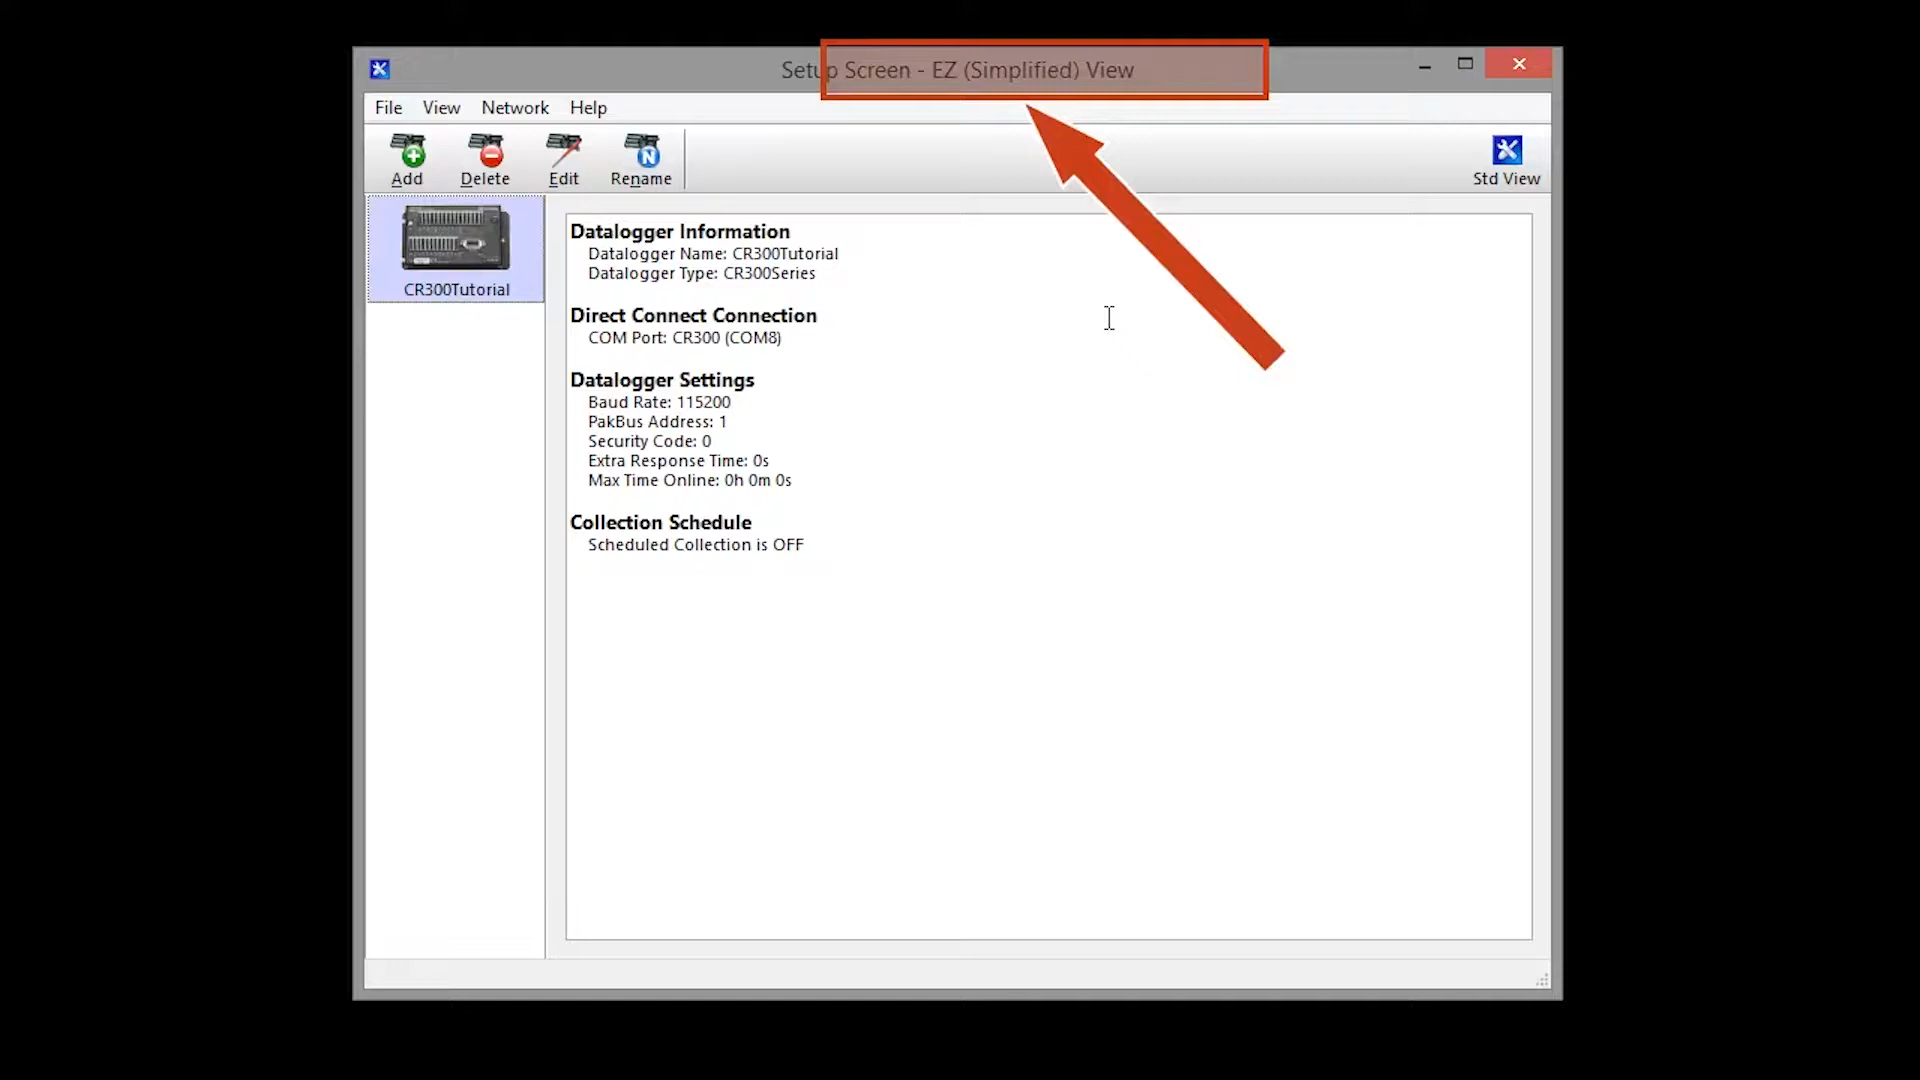 Setup Screen - EZ (Simplified) View
File View Network Help
Add Delete Edit Rename Std View
CR300Tutorial
Datalogger Information
Datalogger Name: CR300Tutorial
Datalogger Type: CR300Series
Direct Connect Connection
COM Port: CR300 (COM8)
Datalogger Settings
Baud Rate: 115200
PakBus Address: 1
Security Code: 0
Extra Response Time: 0s
Max Time Online: 0h 0m 0s
Collection Schedule
Scheduled Collection is OFF